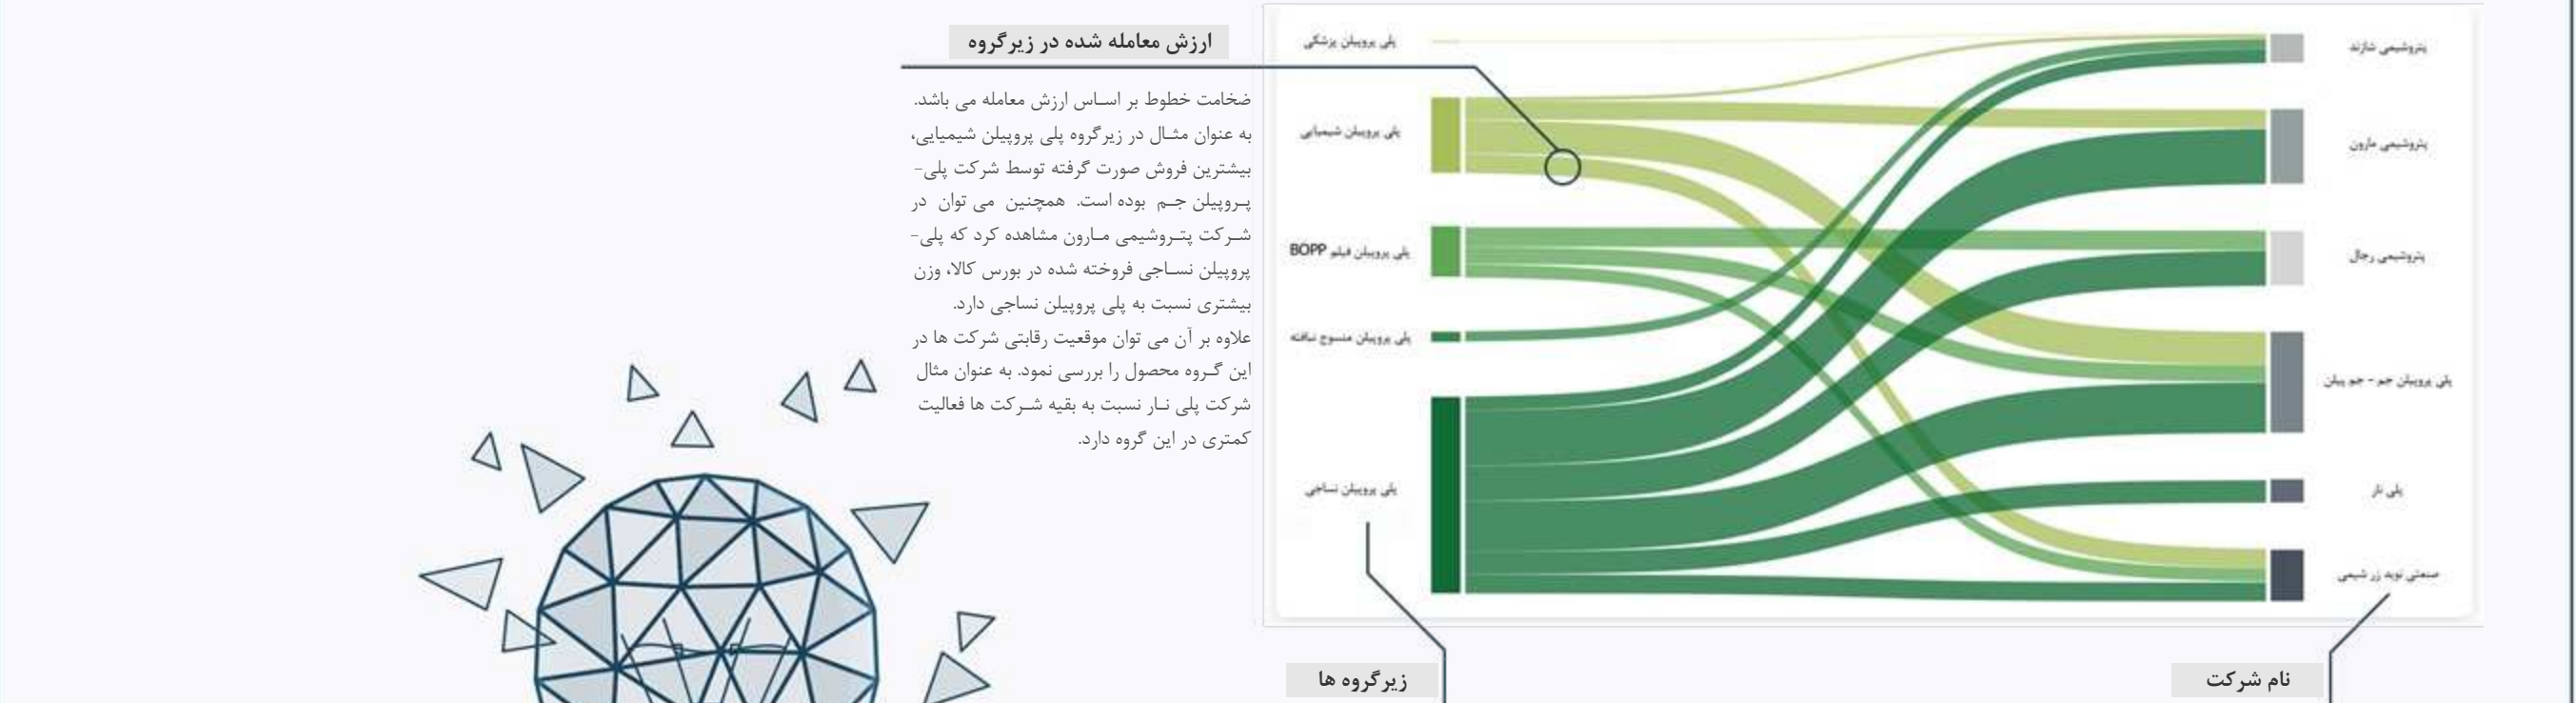 ارزش معامله شده در زیرگروه
ضخامت خطوط بر اساس ارزش معامله می باشد.
به عنوان مثال در زیرگروه پلی پروپیلن شیمیایی،
بیشترین فروش صورت گرفته توسط شرکت پلی-
پروپیلن جم بوده است. همچنین می توان در
شرکت پتروشیمی مارون مشاهده کرد که پلی-
پروپیلن نساجی فروخته شده در بورس کالا، وزن
بیشتری نسبت به پلی پروپیلن نساجی دارد.
علاوه بر آن می توان موقعیت رقابتی شرکت ها در
این گروه محصول را بررسی نمود. به عنوان مثال
شرکت پلی نار نسبت به بقیه شرکت ها فعالیت
کمتری در این گروه دارد.
پتروشیمی شازند
پتروشیمی مارون
پتروشیمی رجال
پلی پروپیلن جم - جم پیلن
پلی نار
صنعتی نوید زر شیمی
پلی پروپیلن پزشکی
پلی پروپیلن شیمیایی
پلی پروپیلن فیلم BOPP
پلی پروپیلن منسوج نبافته
پلی پروپیلن نساجی
نام شرکت
زیرگروه ها